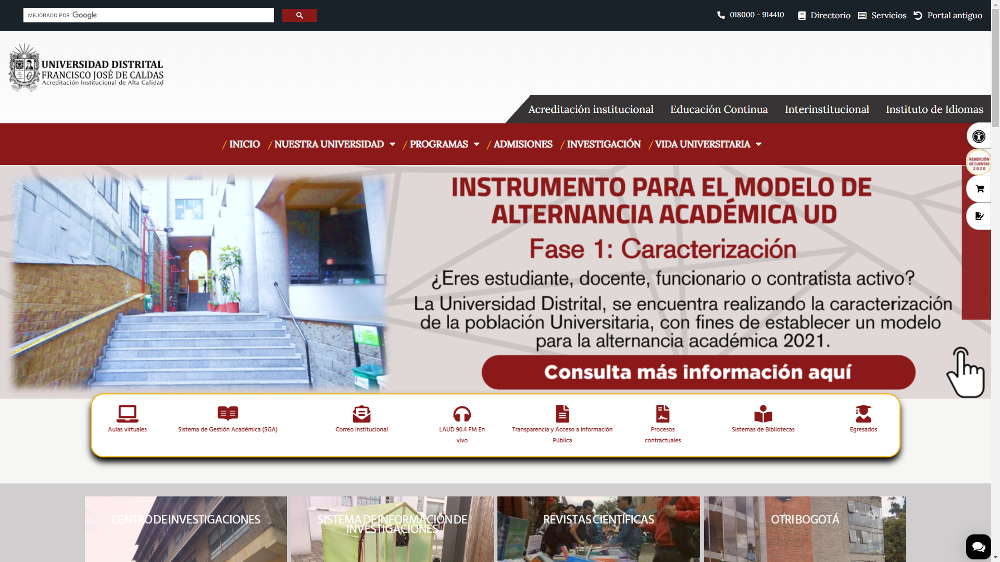 MEJORADO POR Google
018000 - 914410
Directorio
Servicios
Portal antiguo
UNIVERSIDAD DISTRITAL
FRANCISCO JOSÉ DE CALDAS
Acreditación Institucional de Alta Calidad
Acreditación institucional
Educación Continua
Interinstitucional
Instituto de Idiomas
/ INICIO
/ NUESTRA UNIVERSIDAD
/ PROGRAMAS
/ ADMISIONES
/ INVESTIGACIÓN
/ VIDA UNIVERSITARIA
RENDICIÓN
DE CUENTAS
2020
INSTRUMENTO PARA EL MODELO DE
ALTERNANCIA ACADÉMICA UD
Fase 1: Caracterización
¿Eres estudiante, docente, funcionario o contratista activo?
La Universidad Distrital, se encuentra realizando la caracterización
de la población Universitaria, con fines de establecer un modelo
para la alternancia académica 2021.
Consulta más información aquí
Aulas virtuales
Sistema de Gestión Académica (SGA)
Correo institucional
LAUD 90.4 FM En
vivo
Transparencia y Acceso a Información
Pública
Procesos
contractuales
Sistemas de Bibliotecas
Egresados
CENTRO DE INVESTIGACIONES
SISTEMA DE INFORMACIÓN DE
INVESTIGACIONES
REVISTAS CIENTÍFICAS
OTRI BOGOTÁ